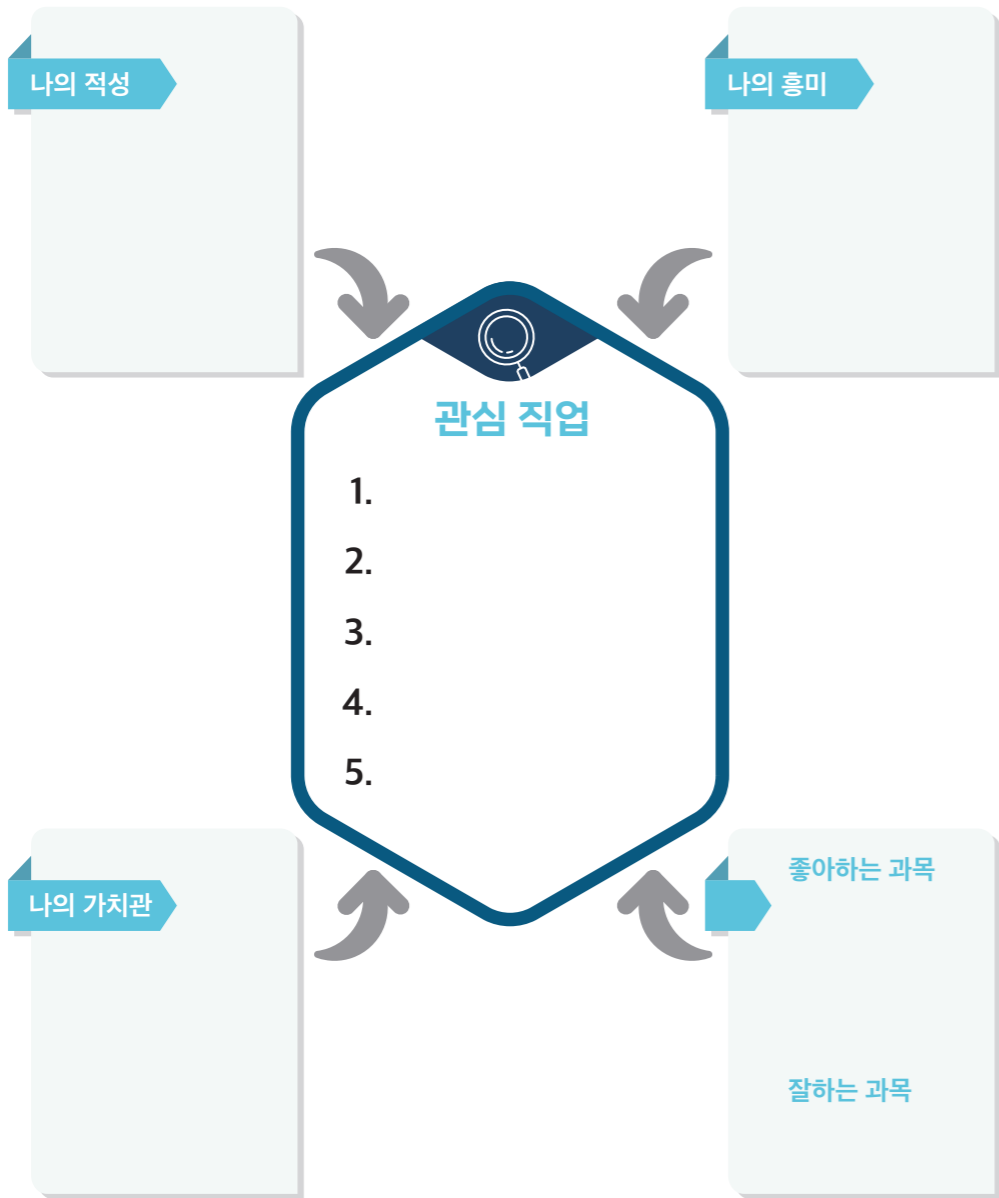 나의 적성
나의 흥미
관심 직업
1.
2.
3.
4.
5.
나의 가치관
좋아하는 과목
잘하는 과목